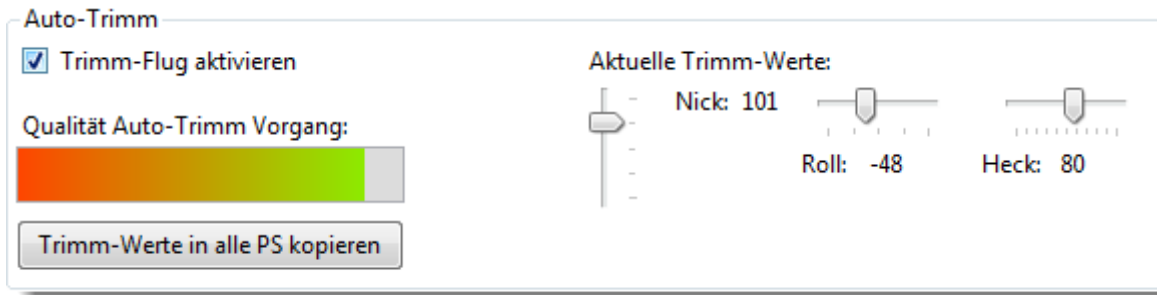 Auto-Trimm
Trimm-Flug aktivieren
Aktuelle Trimm-Werte:
Nick: 101
Qualität Auto-Trimm Vorgang:
Roll: -48
Heck: 80
Trimm-Werte in alle PS kopieren